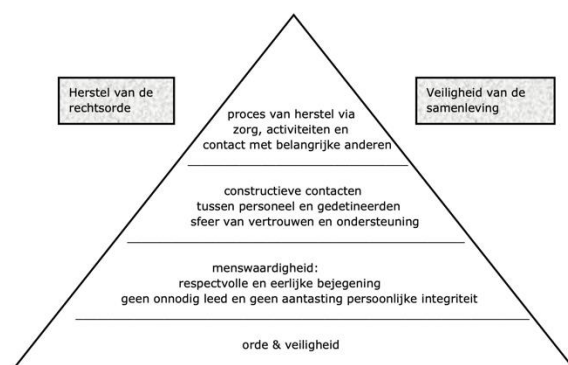 Herstel van de
rechtsorde
Veiligheid van de
samenleving
proces van herstel via
zorg, activiteiten en
contact met belangrijke anderen
constructieve contacten
tussen personeel en gedetineerden
sfeer van vertrouwen en ondersteuning
menswaardigheid:
respectvolle en eerlijke bejegening
geen onnodig leed en geen aantasting persoonlijke integriteit
orde & veiligheid